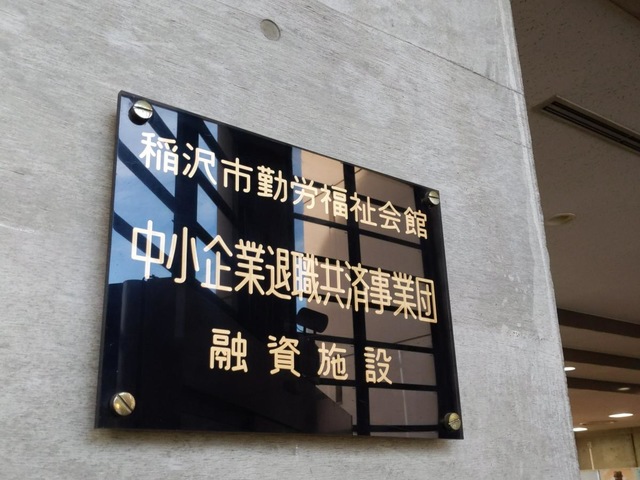 稲沢市勤労福祉会館
中小企業退職共済事業団
融資施設